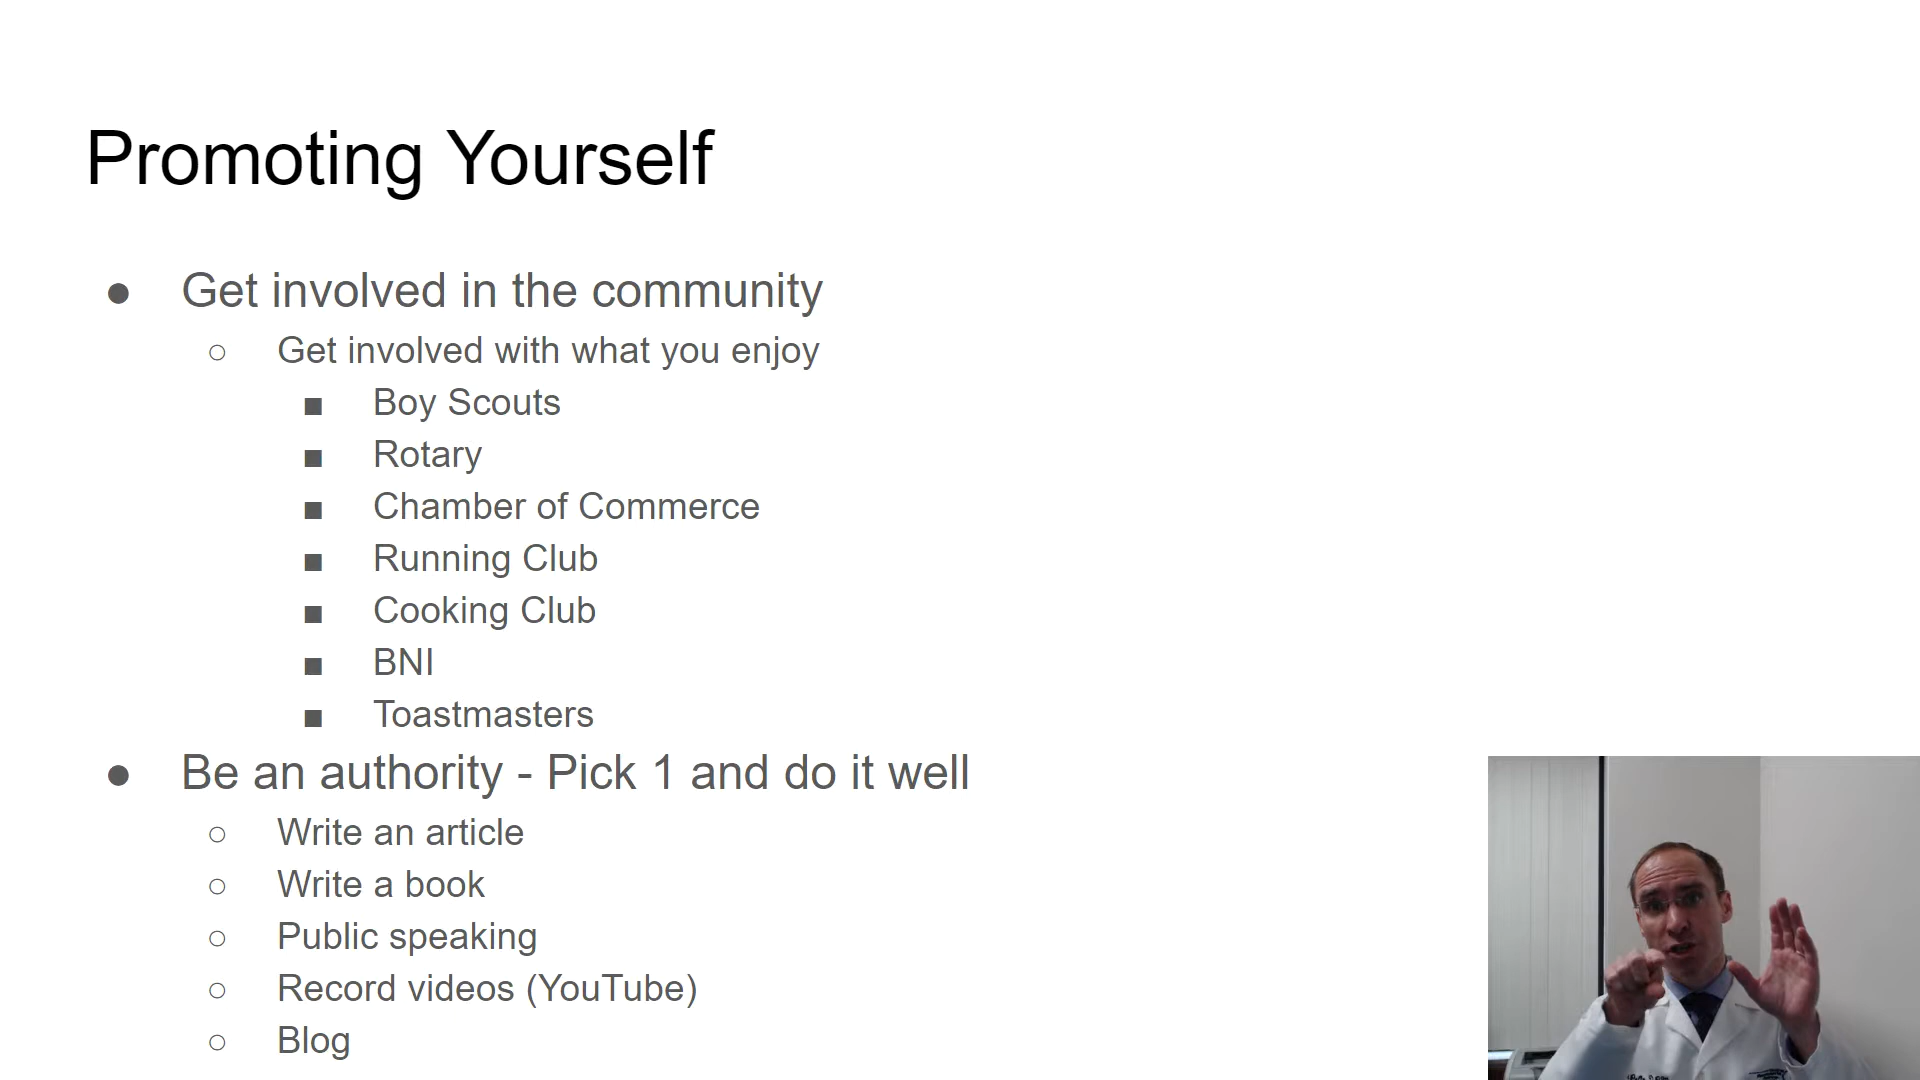 Promoting Yourself
● Get involved in the community
○ Get involved with what you enjoy
■ Boy Scouts
■ Rotary
■ Chamber of Commerce
■ Running Club
■ Cooking Club
■ BNI
■ Toastmasters
● Be an authority - Pick 1 and do it well
○ Write an article
○ Write a book
○ Public speaking
○ Record videos (YouTube)
○ Blog